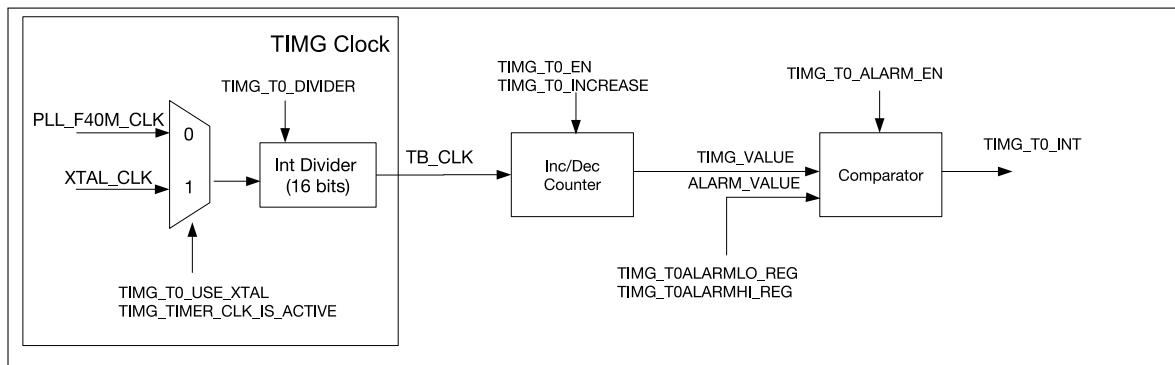 TIMG Clock
TIMG_T0_DIVIDER
PLL_F40M_CLK
0
XTAL_CLK
1
Int Divider
(16 bits)
TIMG_T0_USE_XTAL
TIMG_TIMER_CLK_IS_ACTIVE
TB_CLK
TIMG_T0_EN
TIMG_T0_INCREASE
Inc/Dec
Counter
TIMG_VALUE
ALARM_VALUE
TIMG_T0ALARMLO_REG
TIMG_T0ALARMHI_REG
TIMG_T0_ALARM_EN
Comparator
TIMG_T0_INT